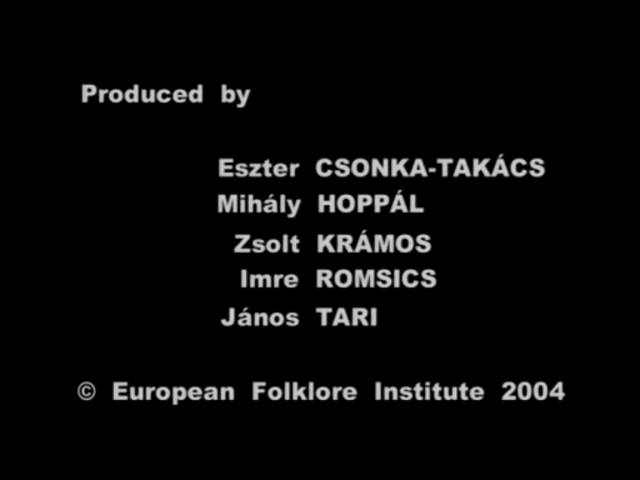 Produced by
Eszter CSONKA-TAKÁCS
Mihály HOPPÁL
Zsolt KRÁMOS
Imre ROMSICS
János TARI
© European Folklore Institute 2004